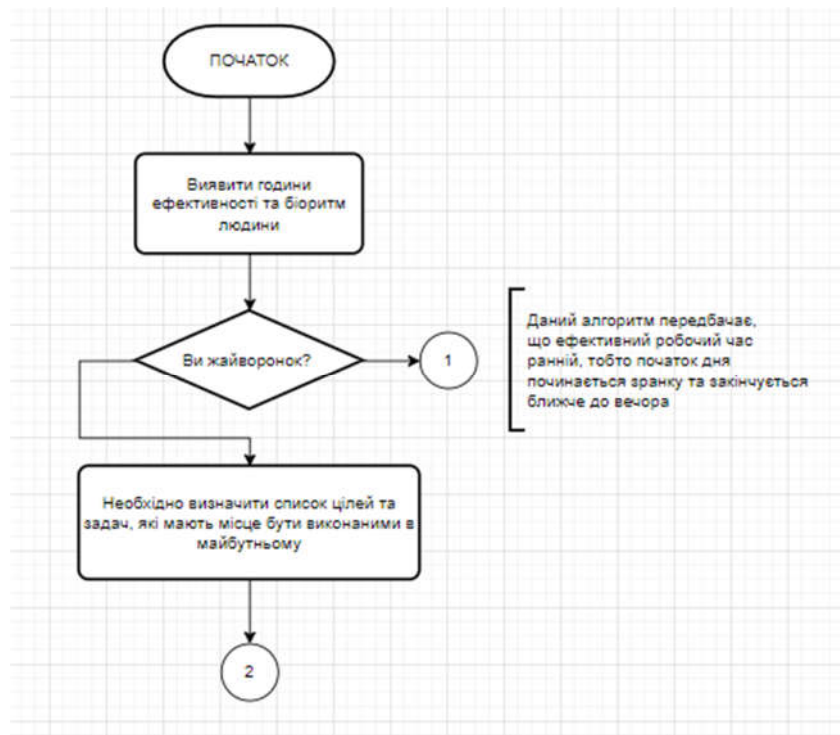 ПОЧАТОК
Виявити години
ефективності та біоритм
людини
Ви жайворонок?
1
Даний алгоритм передбачає,
що ефективний робочий час
ранній, тобто початок дня
починається зранку та закінчується
ближче до вечора
Необхідно визначити список цілей та
задач, які мають місце бути виконаними в
майбутньому
2